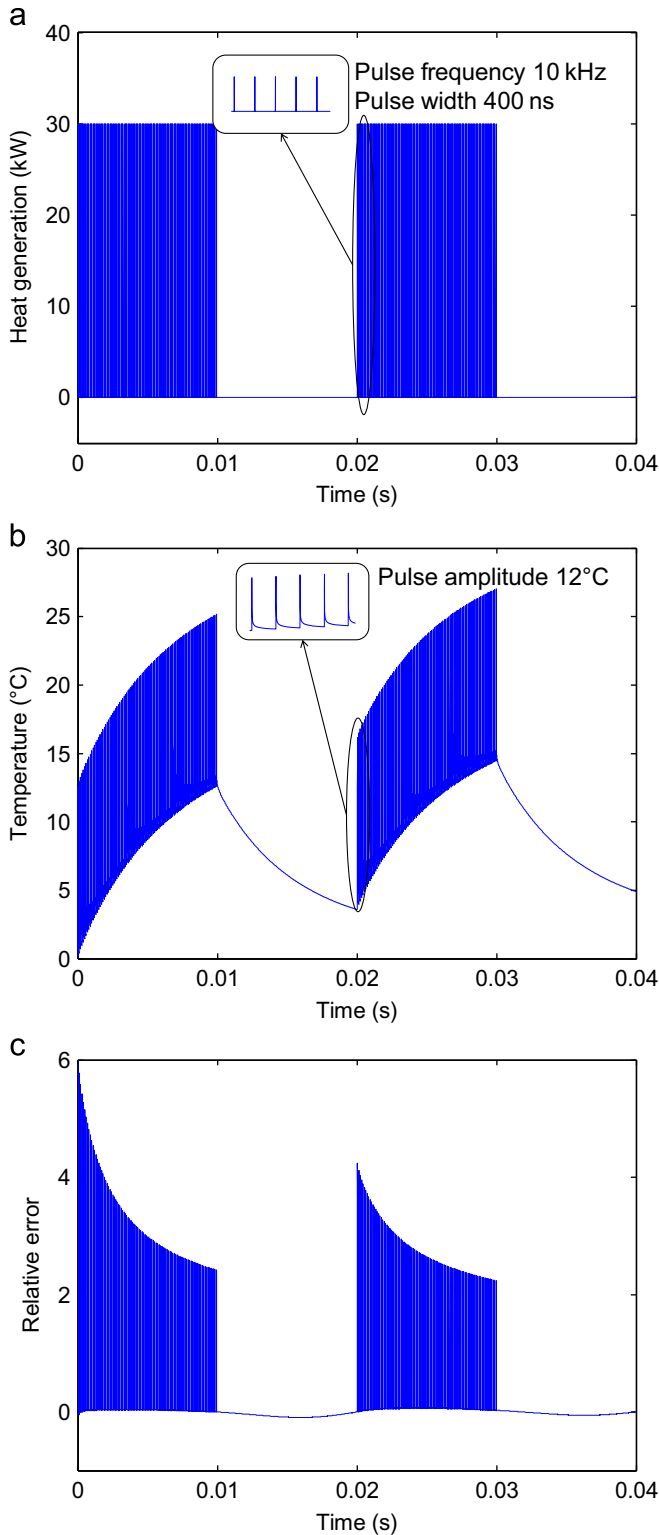 a
40
30
20
10
0
Heat generation (kW)
Pulse frequency 10 kHz
Pulse width 400 ns
0 0.01 0.02 0.03 0.04
Time (s)
b
30
25
20
15
10
5
0
Temperature (°C)
Pulse amplitude 12°C
0 0.01 0.02 0.03 0.04
Time (s)
c
6
4
2
0
Relative error
0 0.01 0.02 0.03 0.04
Time (s)